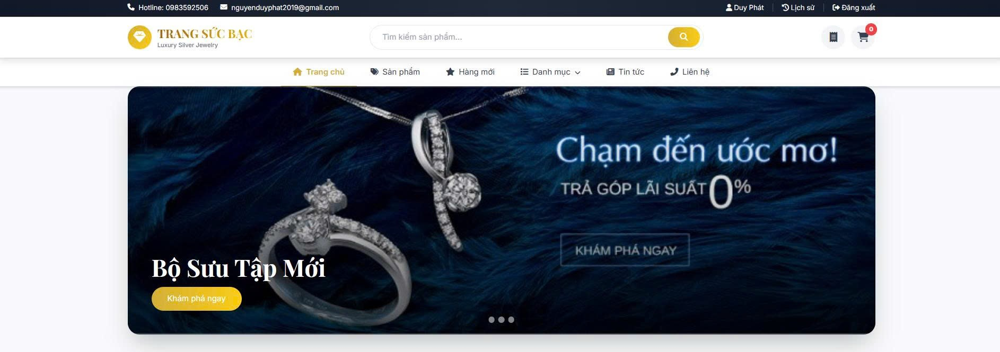 Hotline: 0983592506 nguyenduyphat2019@gmail.com Duy Phát Lịch sử Đăng xuất
TRANG SỨC BẠC
Luxury Silver Jewelry
Tìm kiếm sản phẩm...
0
Trang chủ Sản phẩm Hàng mới Danh mục Tin tức Liên hệ
Chạm đến ước mơ!
TRẢ GÓP LÃI SUẤT 0%
KHÁM PHÁ NGAY
Bộ Sưu Tập Mới
Khám phá ngay